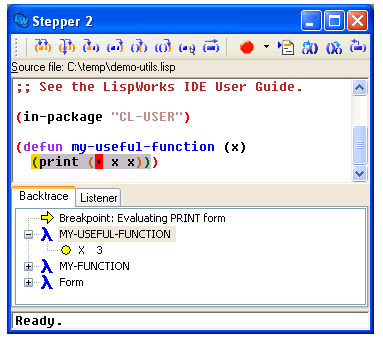 Stepper 2
Source file: C:\temp\demo-utils.lisp
;; See the LispWorks IDE User Guide.
(in-package "CL-USER")
(defun my-useful-function (x)
(print (+ x x)))
Backtrace Listener
Breakpoint: Evaluating PRINT form
λ MY-USEFUL-FUNCTION
X 3
λ MY-FUNCTION
λ Form
Ready.